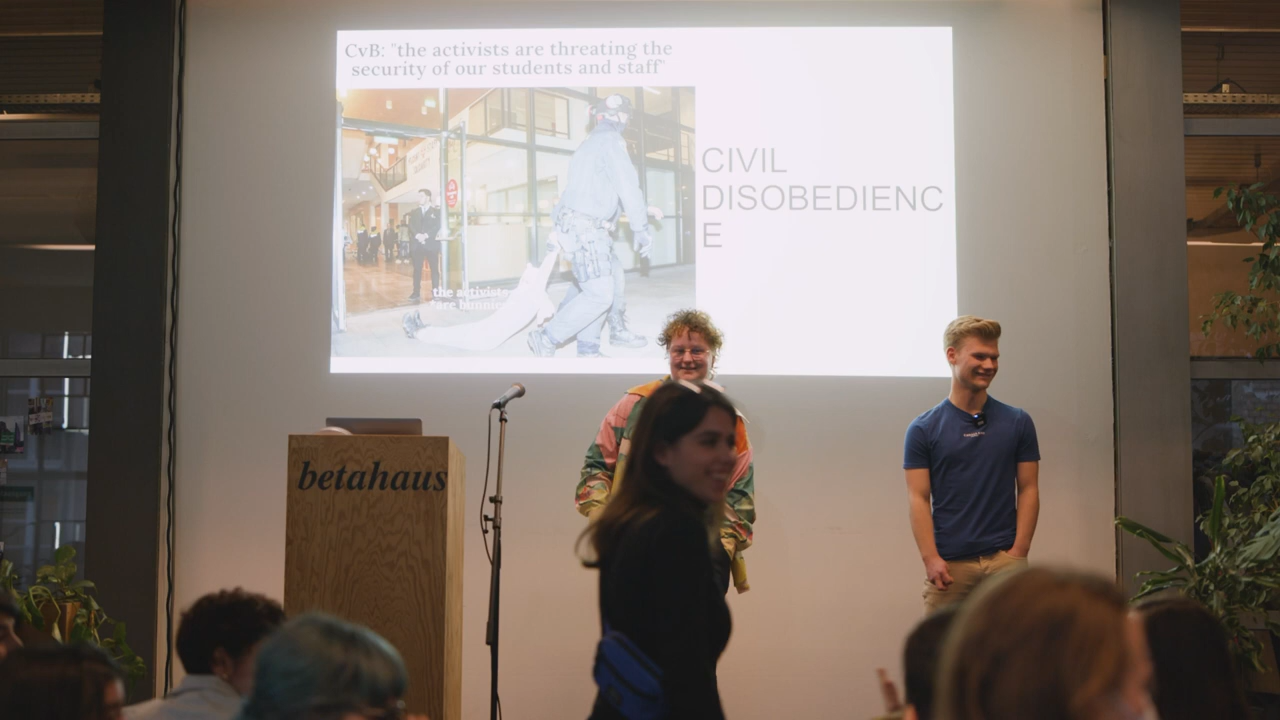 CvB: "the activists are threating the
security of our students and staff"
CIVIL
DISOBEDIENC
E
the activists
are
betahaus